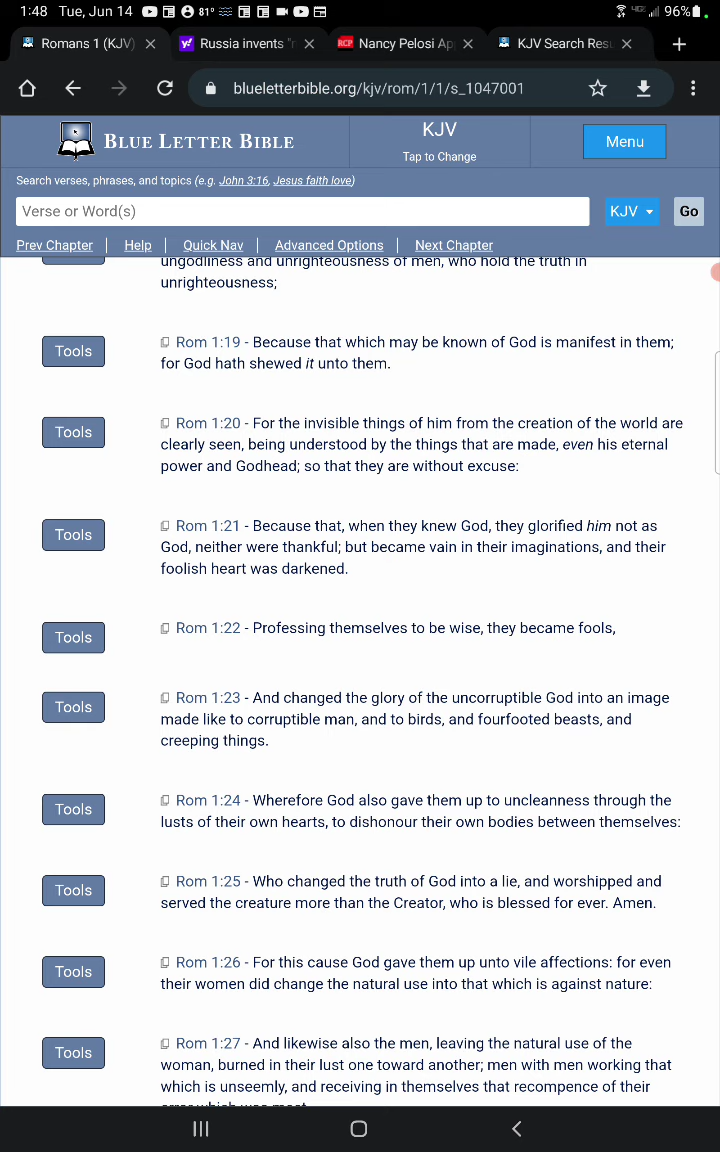 1:48 Tue, Jun 14 81° 96%
Romans 1 (KJV) Russia invents "r Nancy Pelosi Ap KJV Search Resu
blueletterbible.org/kjv/rom/1/1/s_1047001
BLUE LETTER BIBLE
KJV
Tap to Change
Menu
Search verses, phrases, and topics (e.g. John 3:16, Jesus faith love)
Verse or Word(s) KJV Go
Prev Chapter | Help | Quick Nav | Advanced Options | Next Chapter
ungodliness and unrighteousness of men, who hold the truth in
unrighteousness;
Tools
Rom 1:19 - Because that which may be known of God is manifest in them;
for God hath shewed it unto them.
Tools
Rom 1:20 - For the invisible things of him from the creation of the world are
clearly seen, being understood by the things that are made, even his eternal
power and Godhead; so that they are without excuse:
Tools
Rom 1:21 - Because that, when they knew God, they glorified him not as
God, neither were thankful; but became vain in their imaginations, and their
foolish heart was darkened.
Tools
Rom 1:22 - Professing themselves to be wise, they became fools,
Tools
Rom 1:23 - And changed the glory of the uncorruptible God into an image
made like to corruptible man, and to birds, and fourfooted beasts, and
creeping things.
Tools
Rom 1:24 - Wherefore God also gave them up to uncleanness through the
lusts of their own hearts, to dishonour their own bodies between themselves:
Tools
Rom 1:25 - Who changed the truth of God into a lie, and worshipped and
served the creature more than the Creator, who is blessed for ever. Amen.
Tools
Rom 1:26 - For this cause God gave them up unto vile affections: for even
their women did change the natural use into that which is against nature:
Tools
Rom 1:27 - And likewise also the men, leaving the natural use of the
woman, burned in their lust one toward another; men with men working that
which is unseemly, and receiving in themselves that recompence of their